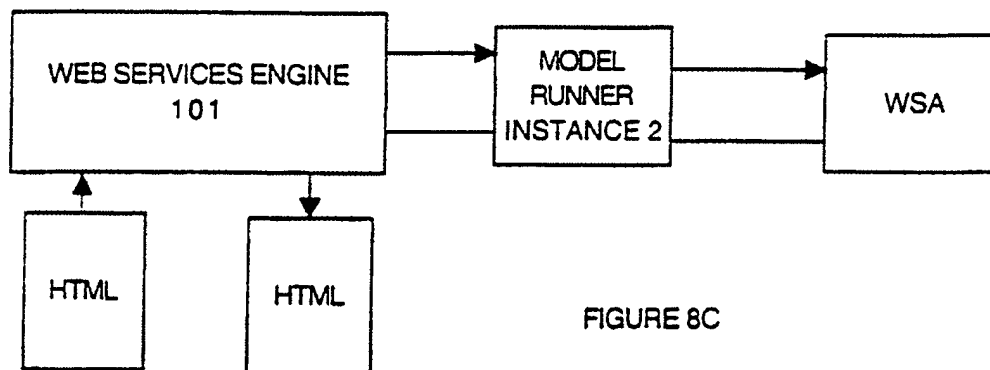 WEB SERVICES ENGINE
101
MODEL
RUNNER
INSTANCE 2
WSA
HTML
HTML
FIGURE 8C